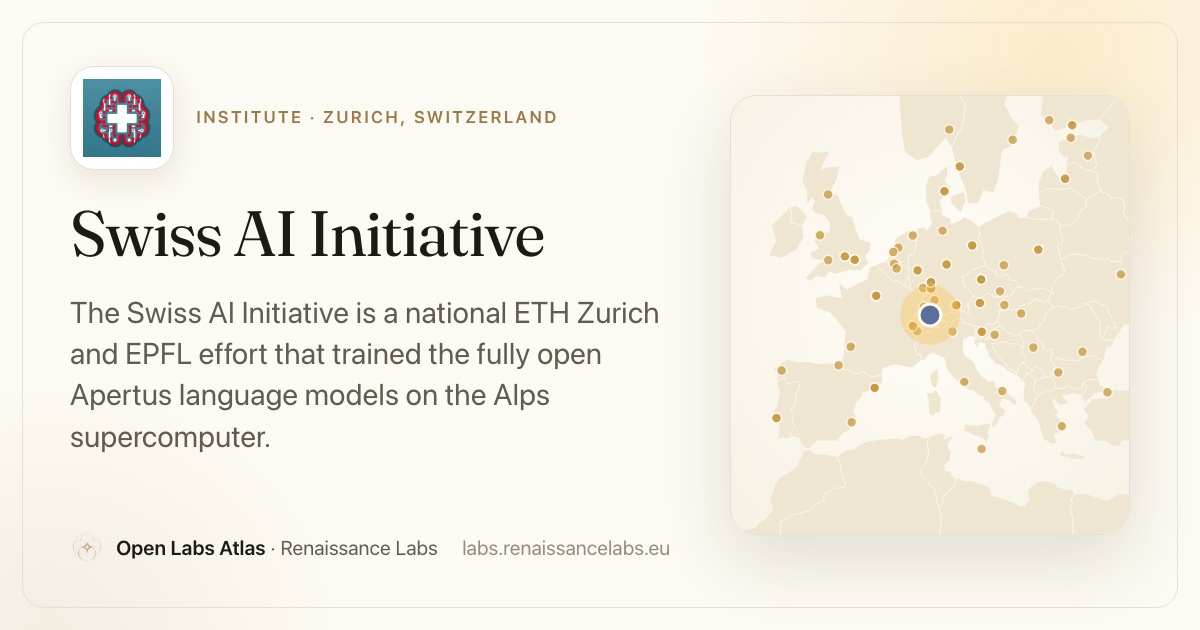 INSTITUTE · ZURICH, SWITZERLAND
Swiss AI Initiative
The Swiss AI Initiative is a national ETH Zurich
and EPFL effort that trained the fully open
Apertus language models on the Alps
supercomputer.
Open Labs Atlas · Renaissance Labs labs.renaissancelabs.eu